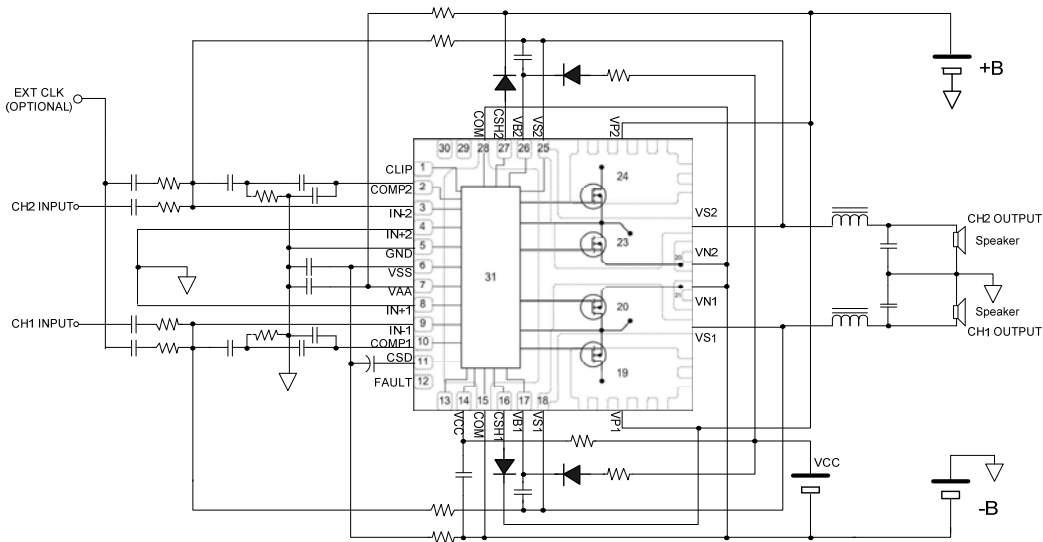 +B
EXT CLK
(OPTIONAL)
COM
CSH2
VB2
VS2
VP2
30
29
28
27
26
25
CLIP
1
24
COMP2
2
CH2 INPUT
IN-2
3
VS2
CH2 OUTPUT
IN+2
4
23
Speaker
GND
5
VN2
VSS
6
31
VAA
7
IN+1
8
20
VN1
Speaker
CH1 INPUT
IN-1
9
VS1
CH1 OUTPUT
COMP1
10
CSD
11
19
FAULT
12
13
14
15
16
17
18
VCC
COM
CSH1
VB1
VS1
VP1
VCC
-B